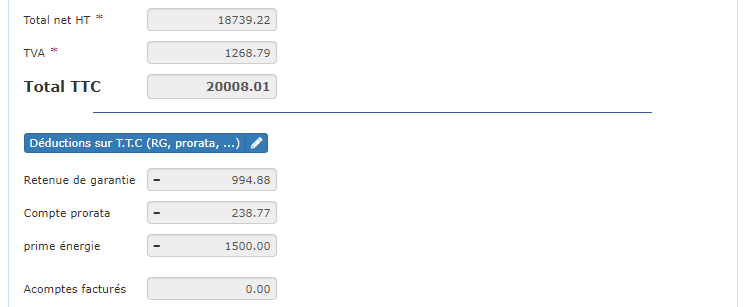 Total net HT * 18739.22
TVA * 1268.79
Total TTC 20008.01
Déductions sur T.T.C (RG, prorata, ...)
Retenue de garantie - 994.88
Compte prorata - 238.77
prime énergie - 1500.00
Acomptes facturés 0.00